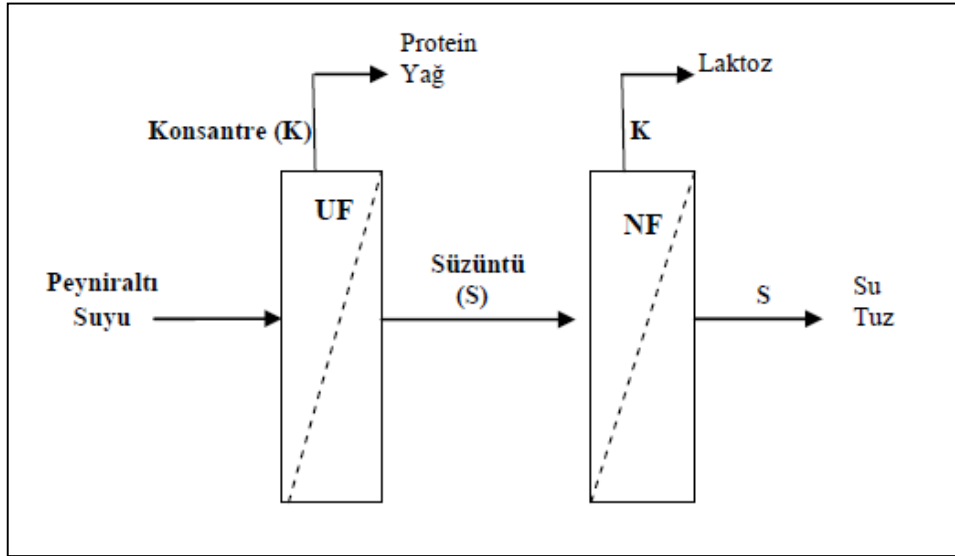 Protein
Yağ
Laktoz
Konsantre (K)
K
UF
NF
Peyniraltı
Suyu
Süzüntü
(S)
S
Su
Tuz